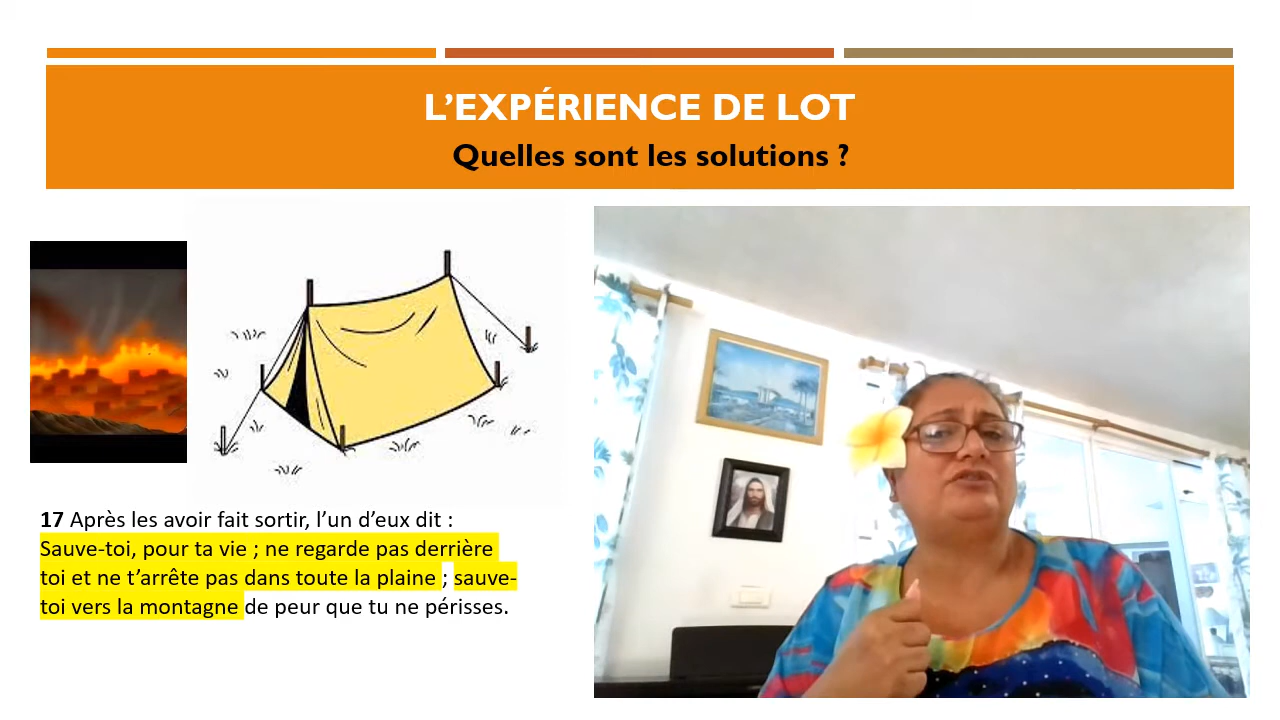 L’EXPÉRIENCE DE LOT
Quelles sont les solutions ?
17 Après les avoir fait sortir, l’un d’eux dit :
Sauve-toi, pour ta vie ; ne regarde pas derrière
toi et ne t’arrête pas dans toute la plaine ; sauve-
toi vers la montagne de peur que tu ne périsses.